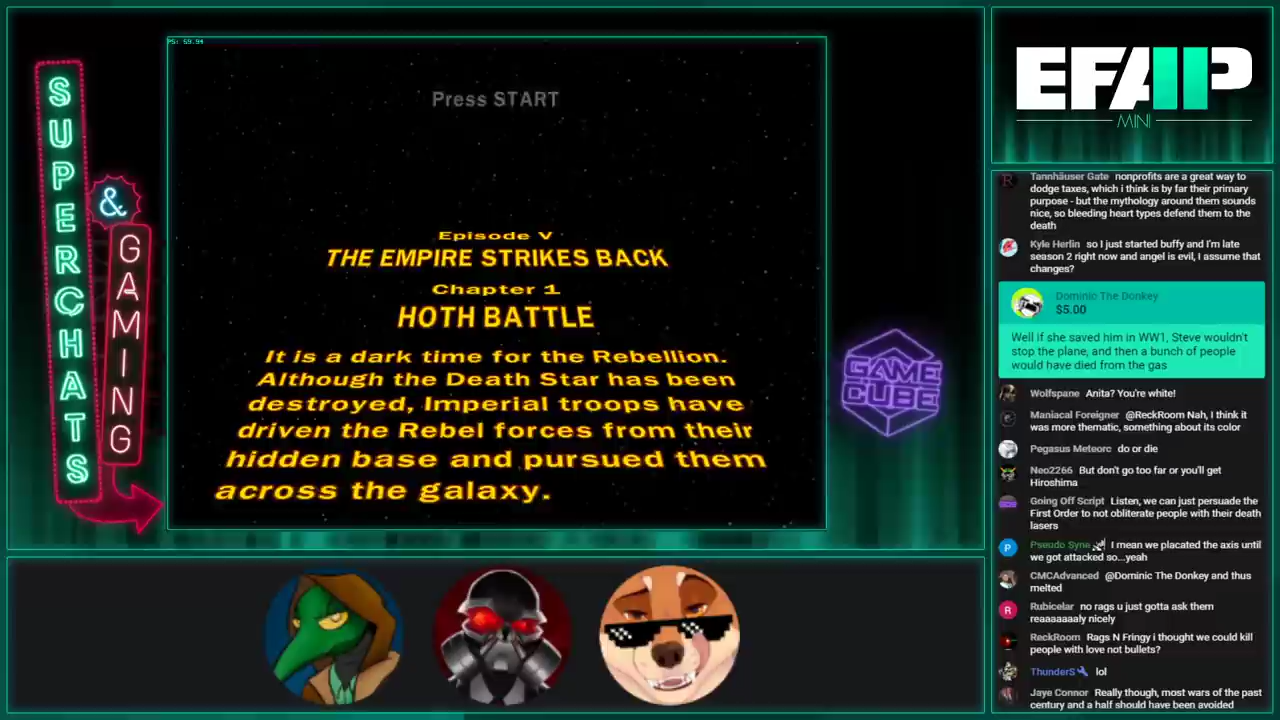 PS: 59.94
SUPERCHATS
&
GAMING
Press START
Episode V
THE EMPIRE STRIKES BACK
Chapter 1
HOTH BATTLE
It is a dark time for the Rebellion.
Although the Death Star has been
destroyed, Imperial troops have
driven the Rebel forces from their
hidden base and pursued them
across the galaxy.
GAME
CUBE
EFAP
MINI
Tannhäuser Gate nonprofits are a great way to
dodge taxes, which i think is by far their primary
purpose - but the mythology around them sounds
nice, so bleeding heart types defend them to the
death
Kyle Herlin so I just started buffy and I'm late
season 2 right now and angel is evil, I assume that
changes?
Dominic The Donkey
$5.00
Well if she saved him in WW1, Steve wouldn't
stop the plane, and then a bunch of people
would have died from the gas
Wolfspane Anita? You're white!
Maniacal Foreigner @ReckRoom Nah, I think it
was more thematic, something about its color
Pegasus Meteorc do or die
Neo2266 But don't go too far or you'll get
Hiroshima
Going Off Script Listen, we can just persuade the
First Order to not obliterate people with their death
lasers
P Pseudo Syne I mean we placated the axis until
we got attacked so...yeah
CMCAdvanced @Dominic The Donkey and thus
melted
R Rubicelar no rags u just gotta ask them
reaaaaaaly nicely
ReckRoom Rags N Fringy i thought we could kill
people with love not bullets?
ThunderS lol
Jaye Connor Really though, most wars of the past
century and a half should have been avoided